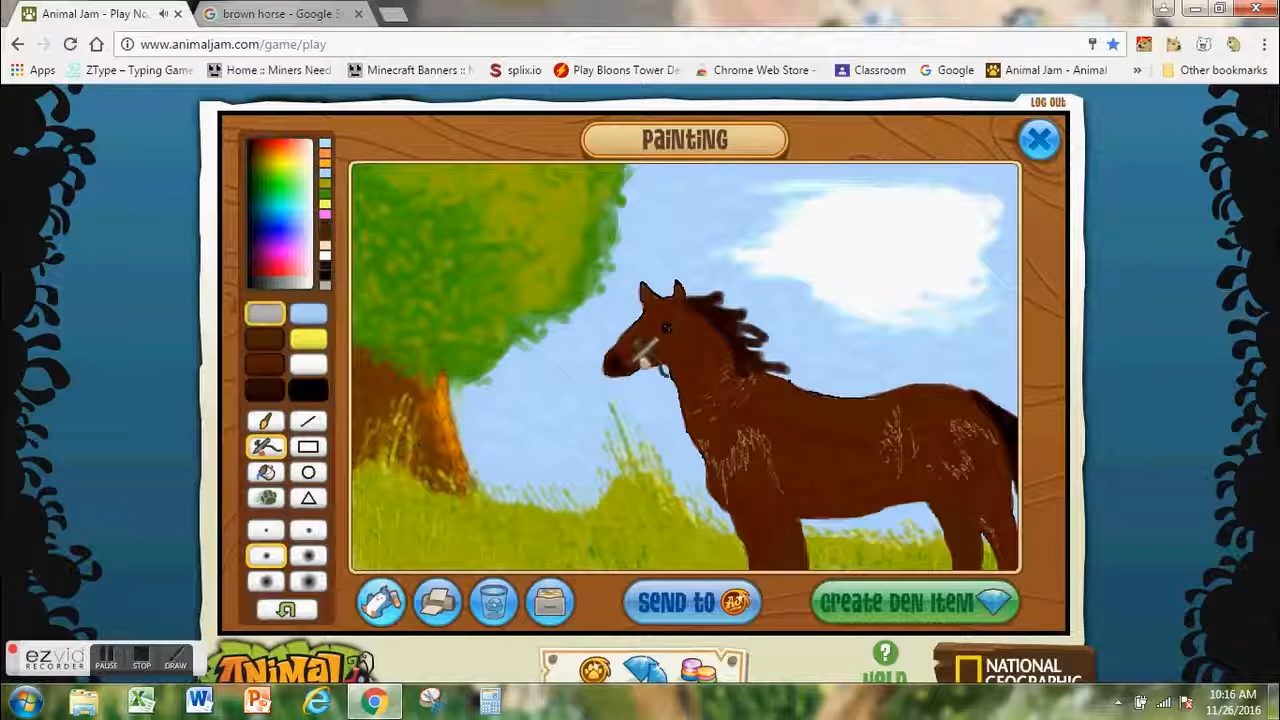 Animal Jam - Play No
brown horse - Google S
www.animaljam.com/game/play
Apps
ZType – Typing Game
Home :: Miners Need
Minecraft Banners ::
splix.io
Play Bloons Tower De
Chrome Web Store -
Classroom
Google
Animal Jam - Animal
»
Other bookmarks
LOG OUT
PAINTING
SEND TO AJ
CREATE DEN ITEM
ezvid
RECORDER
PAUSE
STOP
DRAW
ANIMAL
?
HELP
NATIONAL
GEOGRAPHIC
10:16 AM
11/26/2016